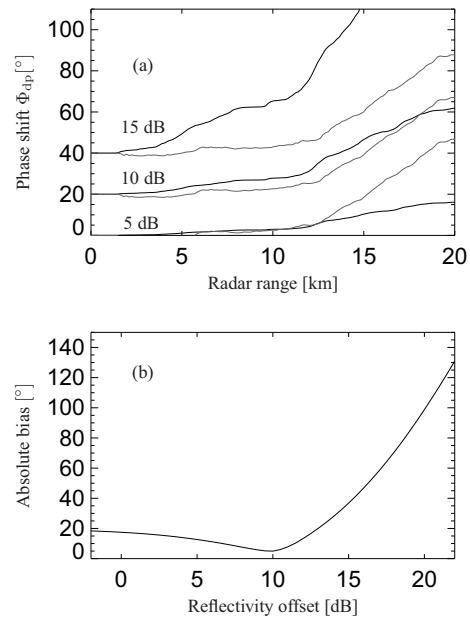 100
80
60
40
20
0
Phase shift Φdp[°]
(a)
15 dB
10 dB
5 dB
0 5 10 15 20
Radar range [km]
140
120
100
80
60
40
20
0
Absolute bias [°]
(b)
0 5 10 15 20
Reflectivity offset [dB]